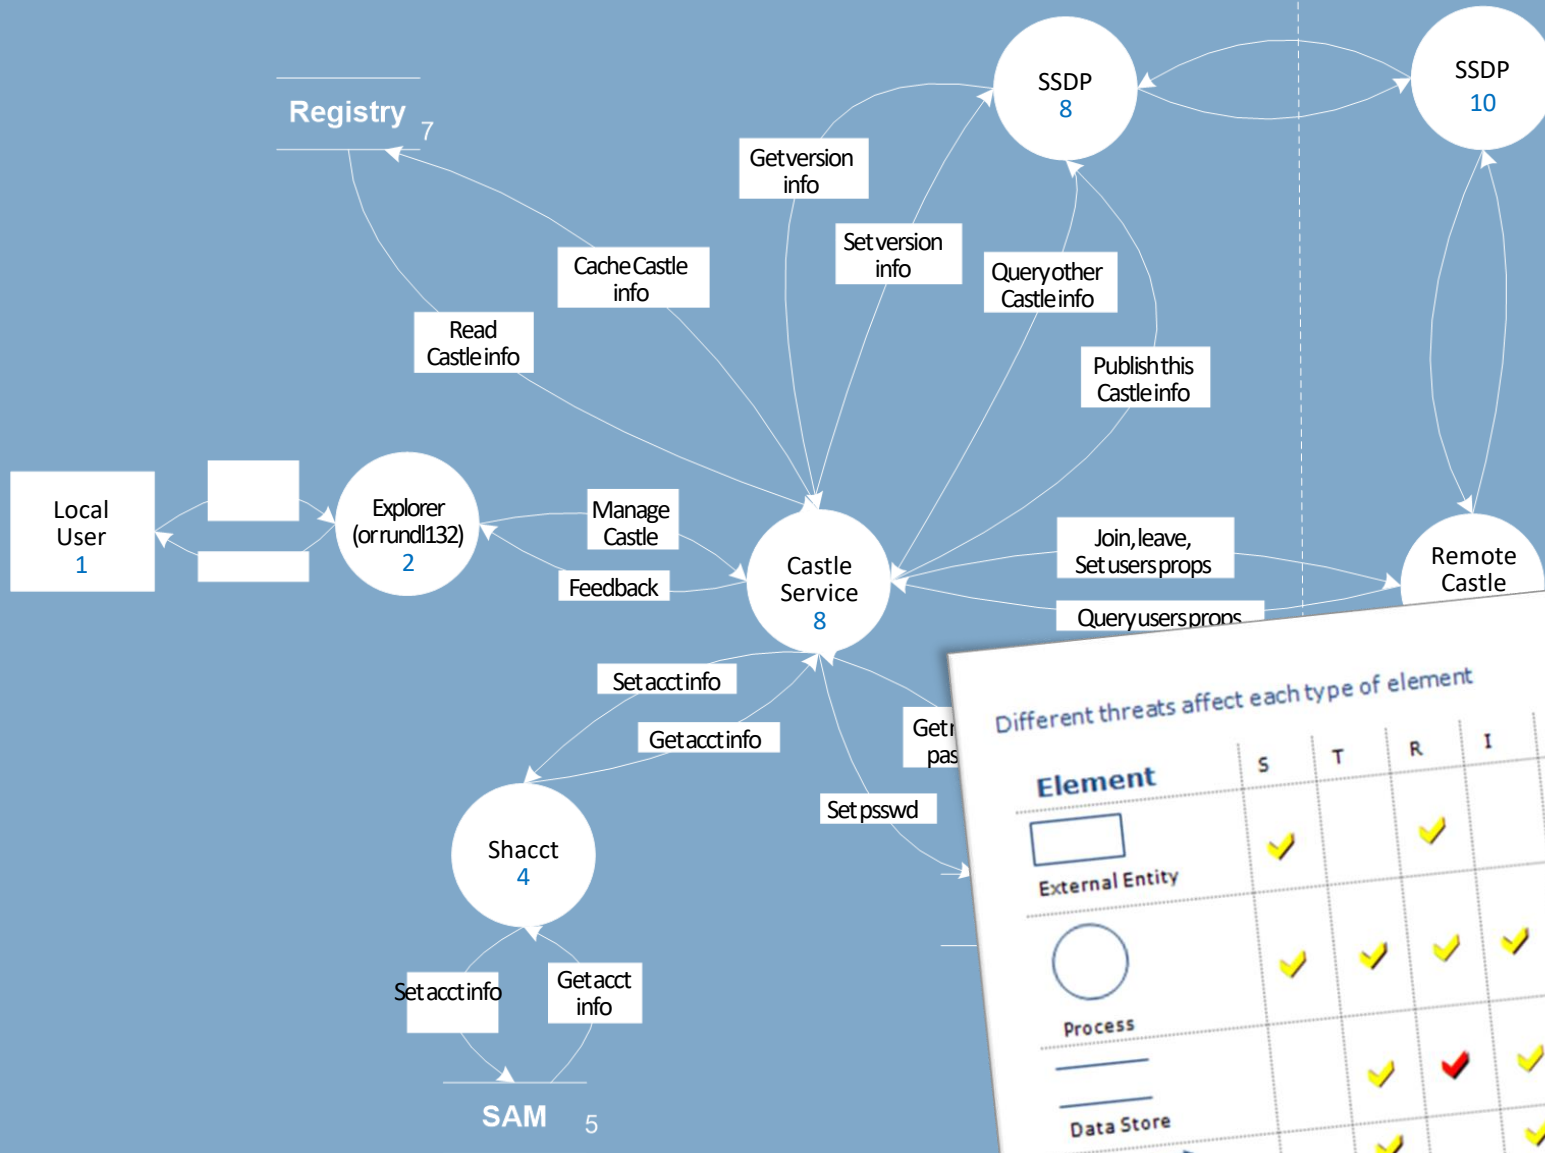 SSDP
8
SSDP
10
Registry 7
Get version
info
Set version
info
Cache Castle
info
Query other
Castle info
Read
Castle info
Publish this
Castle info
Local
User
1
Explorer
(or rundl132)
2
Manage
Castle
Feedback
Castle
Service
8
Join, leave,
Set users props
Query users props
Remote
Castle
Set acct info
Get acct info
Set psswd
Shacct
4
Set acct info
Get acct
info
SAM 5
Different threats affect each type of element
Element S T R I
External Entity
Process
Data Store